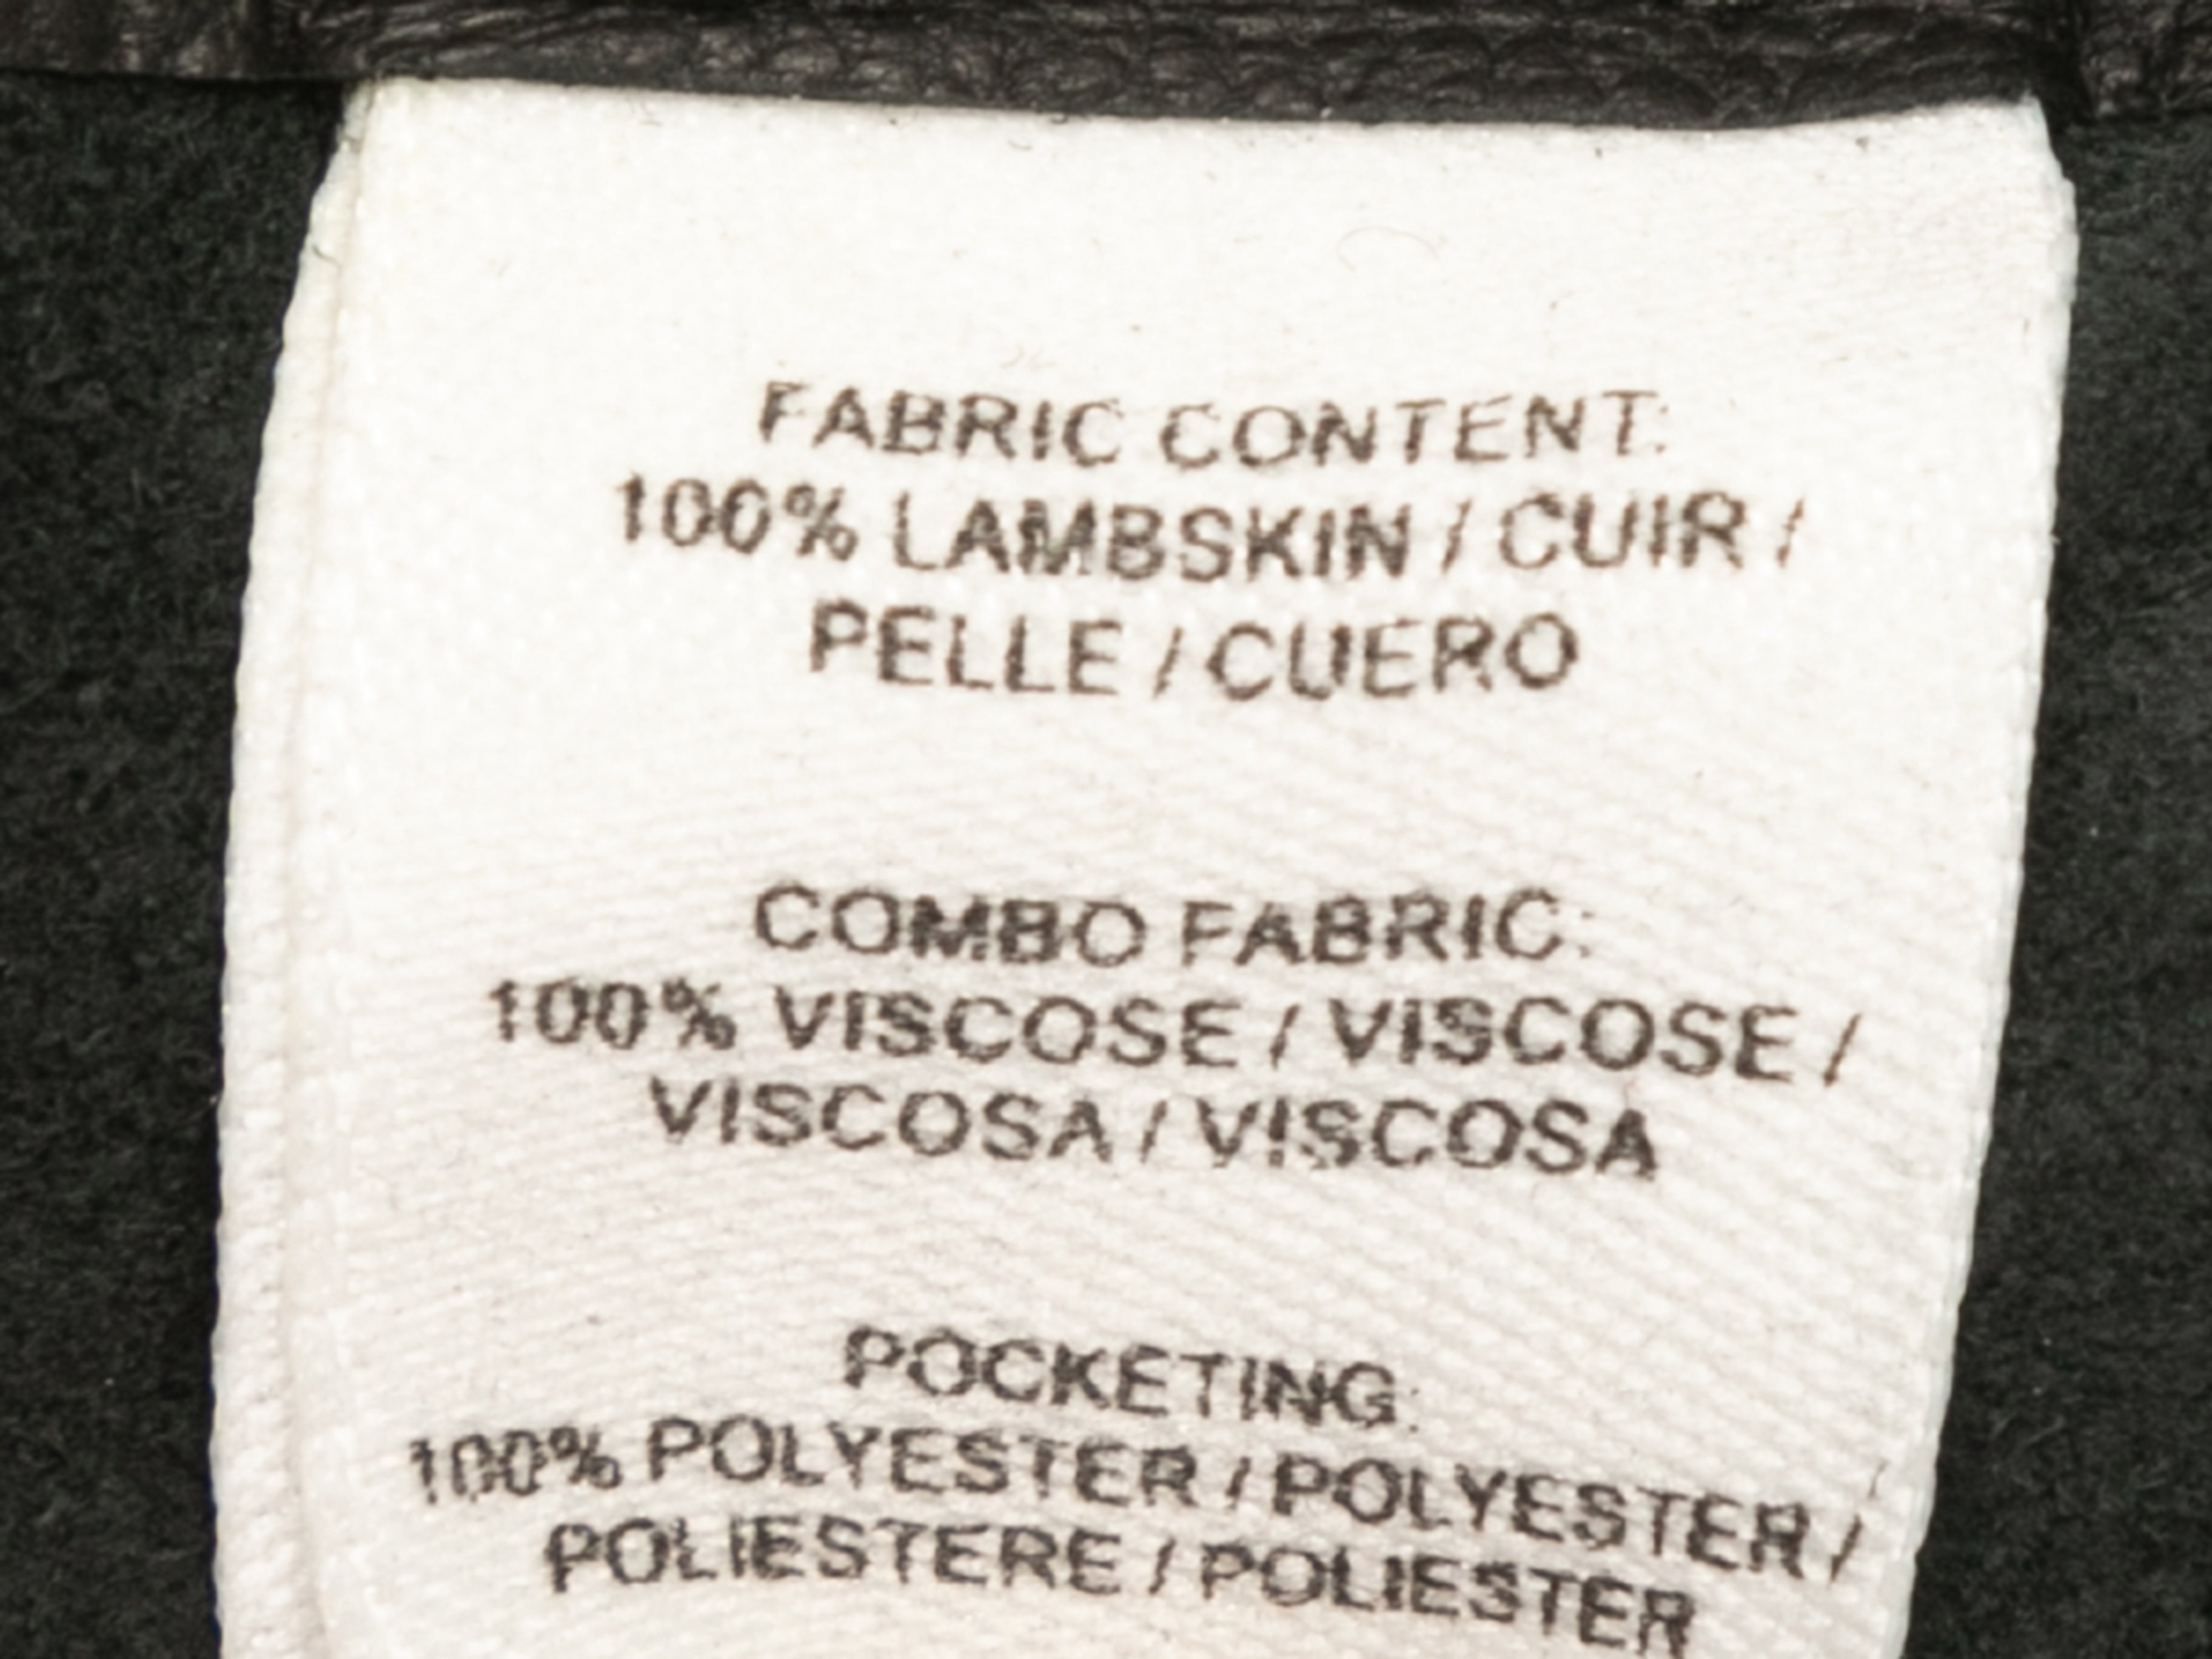 FABRIC CONTENT:
100% LAMBSKIN / CUIR /
PELLE / CUERO
COMBO FABRIC:
100% VISCOSE / VISCOSE /
VISCOSA / VISCOSA
POCKETING:
100% POLYESTER / POLYESTER /
POLIESTERE / POLIESTER